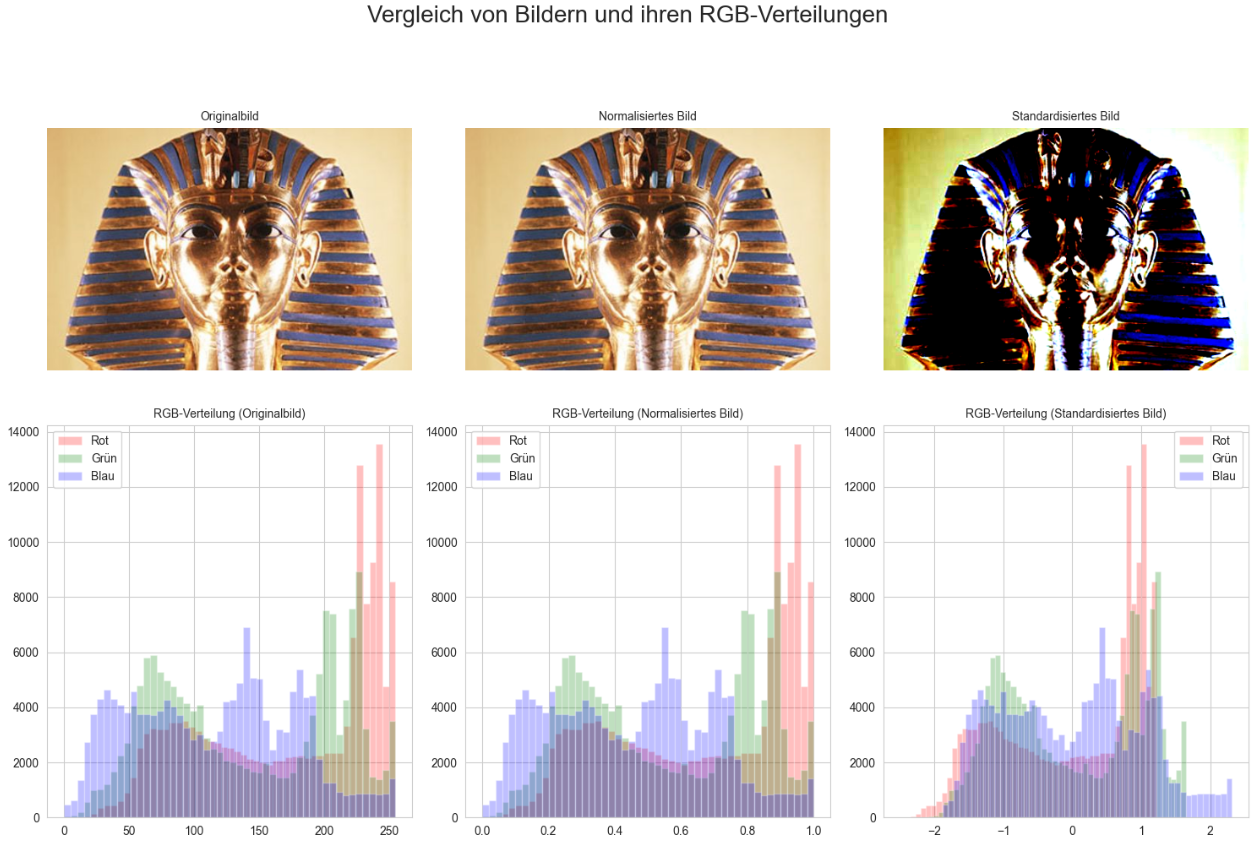 Vergleich von Bildern und ihren RGB-Verteilungen
Originalbild
Normalisiertes Bild
Standardisiertes Bild
RGB-Verteilung (Originalbild)
14000
12000
10000
8000
6000
4000
2000
0
Rot
Grün
Blau
0 50 100 150 200 250
RGB-Verteilung (Normalisiertes Bild)
14000
12000
10000
8000
6000
4000
2000
0
Rot
Grün
Blau
0.0 0.2 0.4 0.6 0.8 1.0
RGB-Verteilung (Standardisiertes Bild)
14000
12000
10000
8000
6000
4000
2000
0
Rot
Grün
Blau
−2 −1 0 1 2